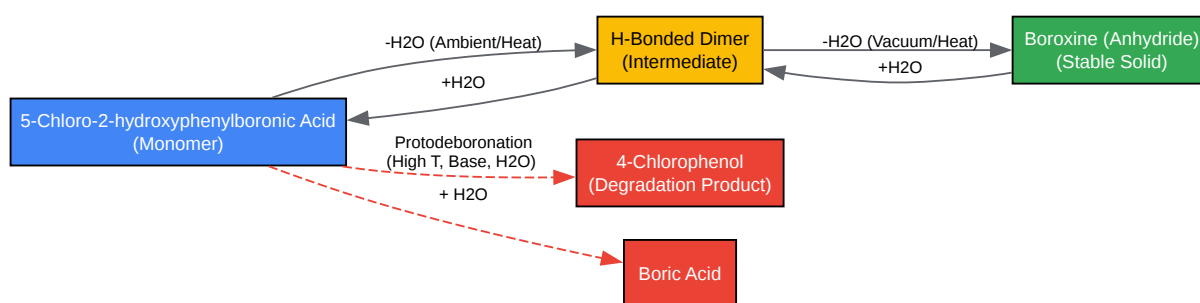 H-Bonded Dimer
(Intermediate)
-H2O (Ambient/Heat)
+H2O
-H2O (Vacuum/Heat)
+H2O
Boroxine (Anhydride)
(Stable Solid)
5-Chloro-2-hydroxyphenylboronic Acid
(Monomer)
Protodeboronation
(High T, Base, H2O)
4-Chlorophenol
(Degradation Product)
+ H2O
Boric Acid